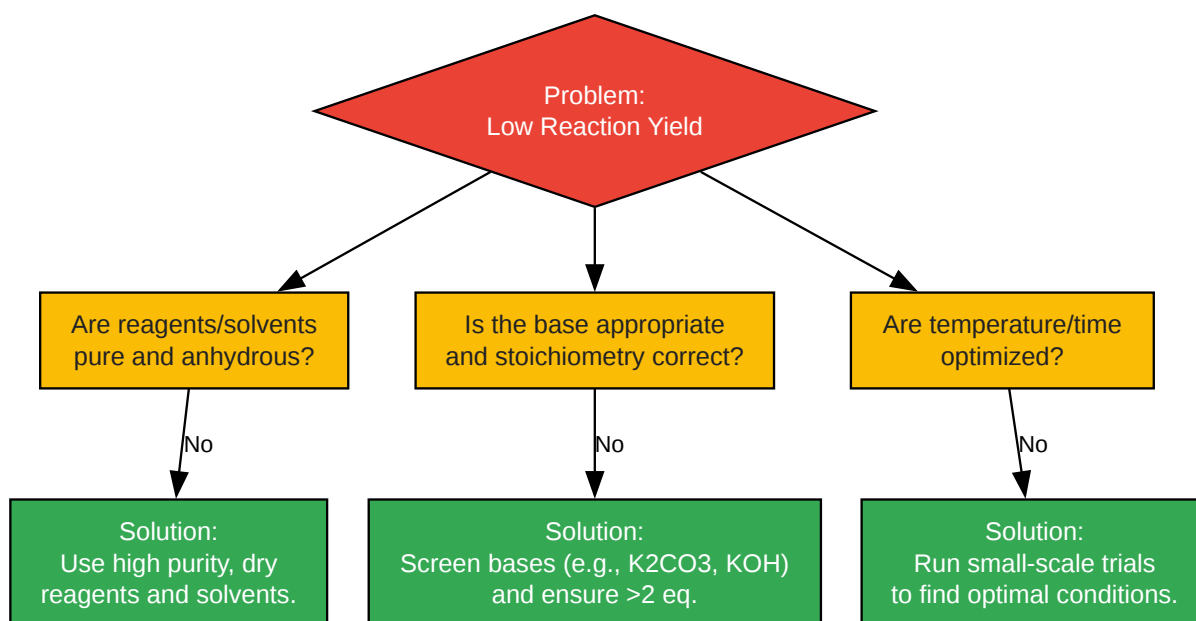 Problem:
Low Reaction Yield
Are reagents/solvents
pure and anhydrous?
Is the base appropriate
and stoichiometry correct?
Are temperature/time
optimized?
No
No
No
Solution:
Use high purity, dry
reagents and solvents.
Solution:
Screen bases (e.g., K2CO3, KOH)
and ensure >2 eq.
Solution:
Run small-scale trials
to find optimal conditions.